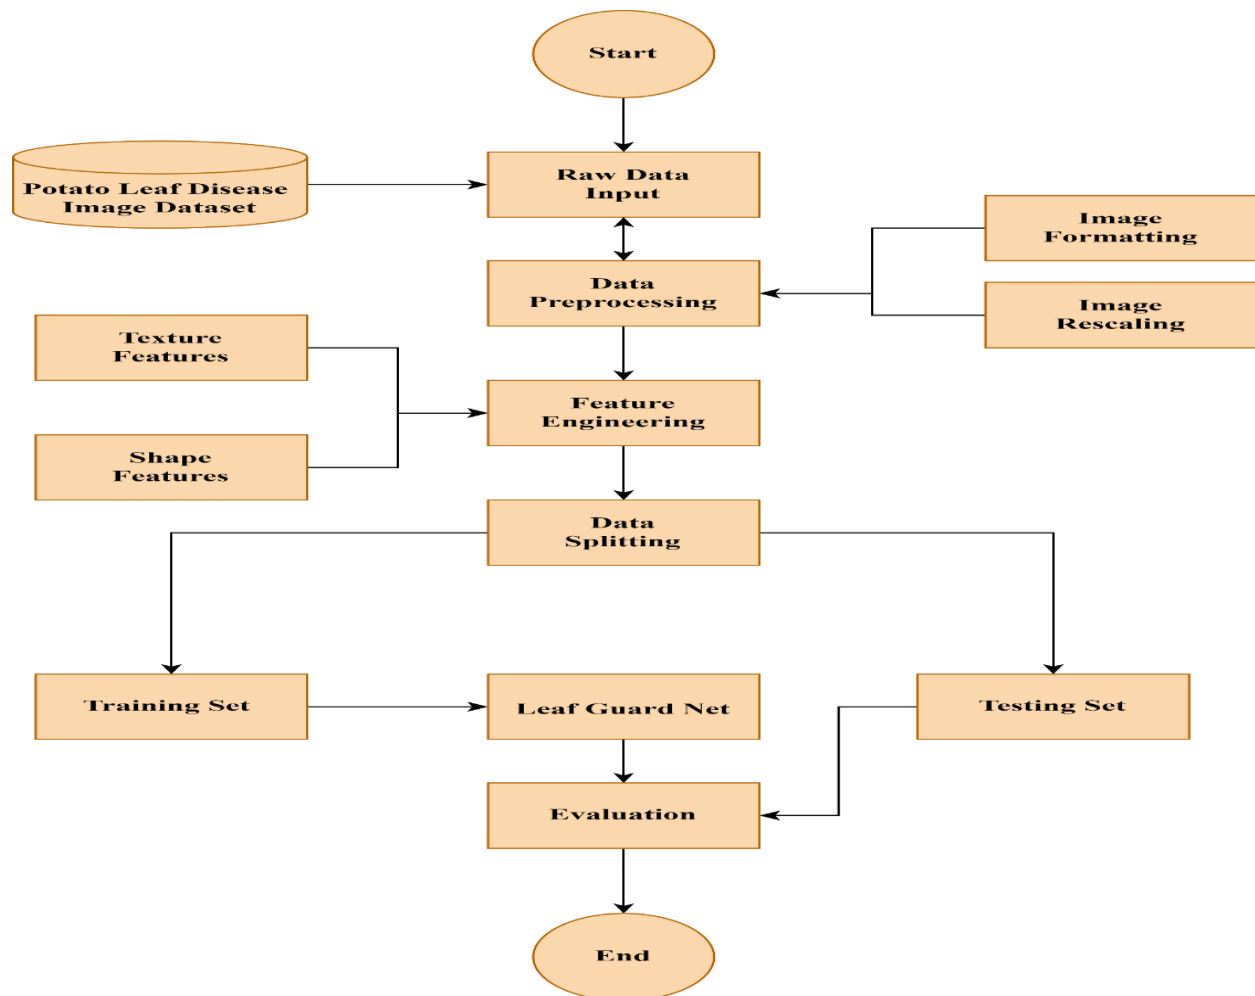 Start
Potato Leaf Disease
Image Dataset
Raw Data
Input
Image
Formatting
Data
Preprocessing
Image
Rescaling
Texture
Features
Feature
Engineering
Shape
Features
Data
Splitting
Training Set
Leaf Guard Net
Testing Set
Evaluation
End